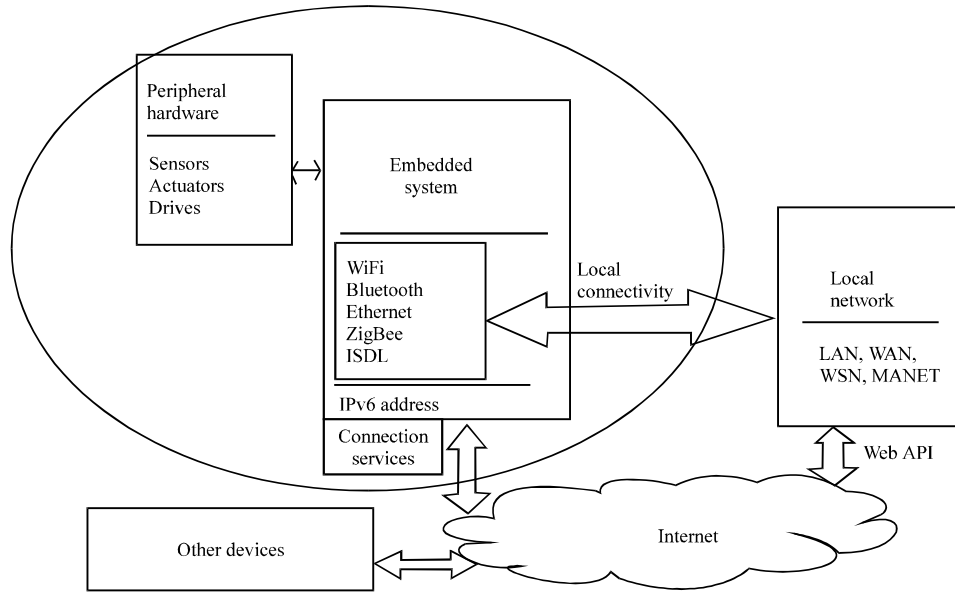 Peripheral
hardware
Sensors
Actuators
Drives
Embedded
system
WiFi
Bluetooth
Ethernet
ZigBee
ISDL
IPv6 address
Connection
services
Local
connectivity
Local
network
LAN, WAN,
WSN, MANET
Web API
Internet
Other devices